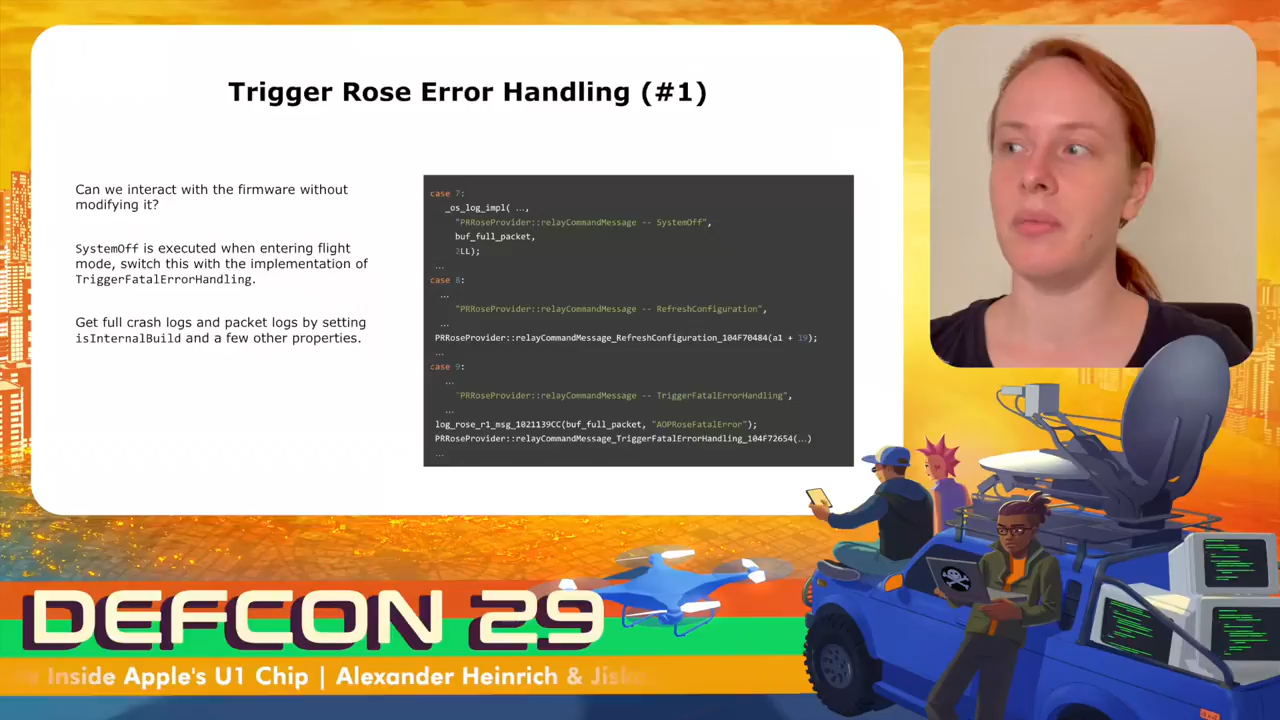 Trigger Rose Error Handling (#1)
Can we interact with the firmware without
modifying it?
SystemOff is executed when entering flight
mode, switch this with the implementation of
TriggerFatalErrorHandling.
Get full crash logs and packet logs by setting
isInternalBuild and a few other properties.
case 7:
_os_log_impl( …,
"PRRoseProvider::relayCommandMessage -- SystemOff",
buf_full_packet,
2LL);
…
case 8:
…
"PRRoseProvider::relayCommandMessage -- RefreshConfiguration",
…
PRRoseProvider::relayCommandMessage_RefreshConfiguration_104F70484(a1 + 19);
…
case 9:
…
"PRRoseProvider::relayCommandMessage -- TriggerFatalErrorHandling",
…
log_rose_r1_msg_1021139CC(buf_full_packet, "AOPRoseFatalError");
PRRoseProvider::relayCommandMessage_TriggerFatalErrorHandling_104F72654(…)
…
DEFCON 29
Inside Apple's U1 Chip | Alexander Heinrich & Jisk